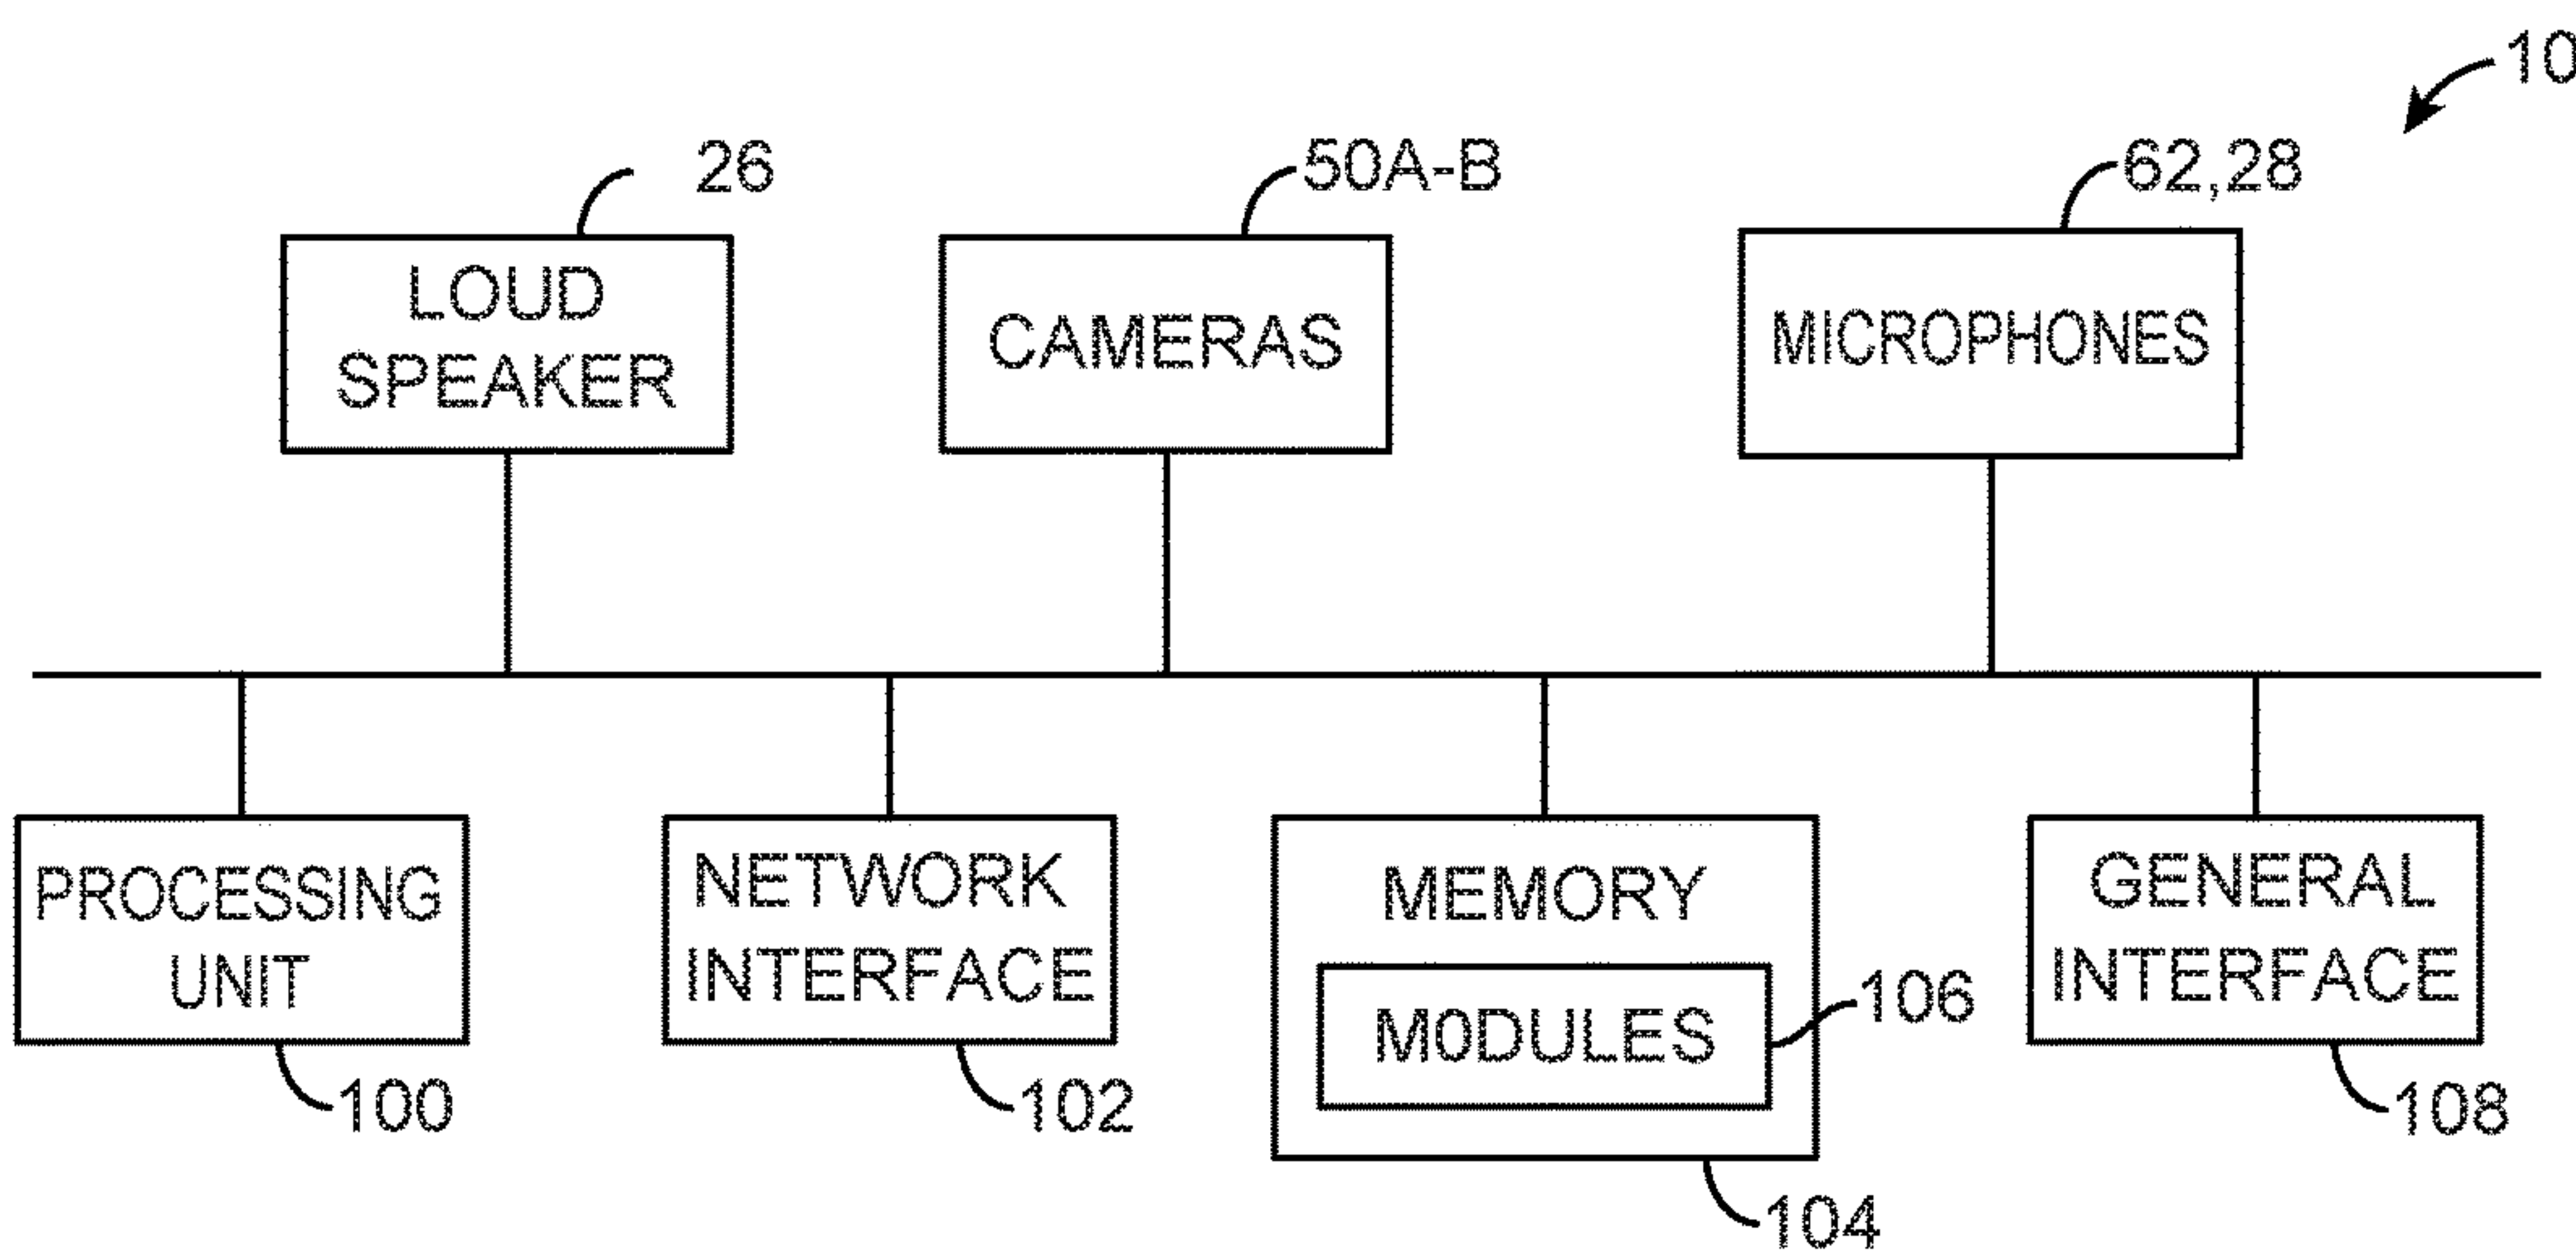 10
26
50A-B
62,28
LOUD
SPEAKER
CAMERAS
MICROPHONES
PROCESSING
UNIT
NETWORK
INTERFACE
MEMORY
M0DULES
GENERAL
INTERFACE
106
100
102
108
104